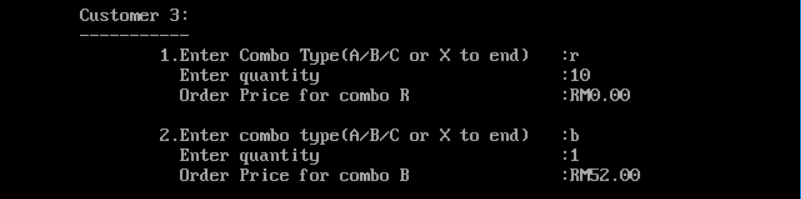 Customer 3:
-----------
1.Enter Combo Type(A/B/C or X to end) :r
Enter quantity :10
Order Price for combo R :RM0.00
2.Enter combo type(A/B/C or X to end) :b
Enter quantity :1
Order Price for combo B :RM52.00